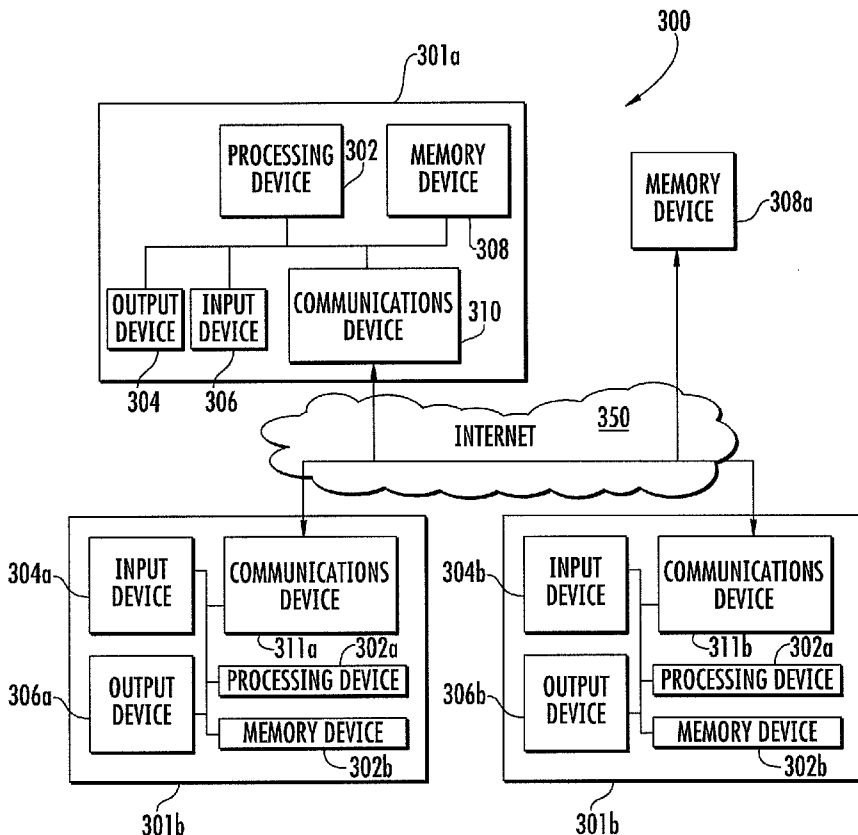 300
301a
PROCESSING
DEVICE
302
MEMORY
DEVICE
308
MEMORY
DEVICE
308a
OUTPUT
DEVICE
304
INPUT
DEVICE
306
COMMUNICATIONS
DEVICE
310
INTERNET
350
304a
INPUT
DEVICE
COMMUNICATIONS
DEVICE
311a
302a
PROCESSING DEVICE
306a
OUTPUT
DEVICE
MEMORY DEVICE
302b
301b
304b
INPUT
DEVICE
COMMUNICATIONS
DEVICE
311b
302a
PROCESSING DEVICE
306b
OUTPUT
DEVICE
MEMORY DEVICE
302b
301b